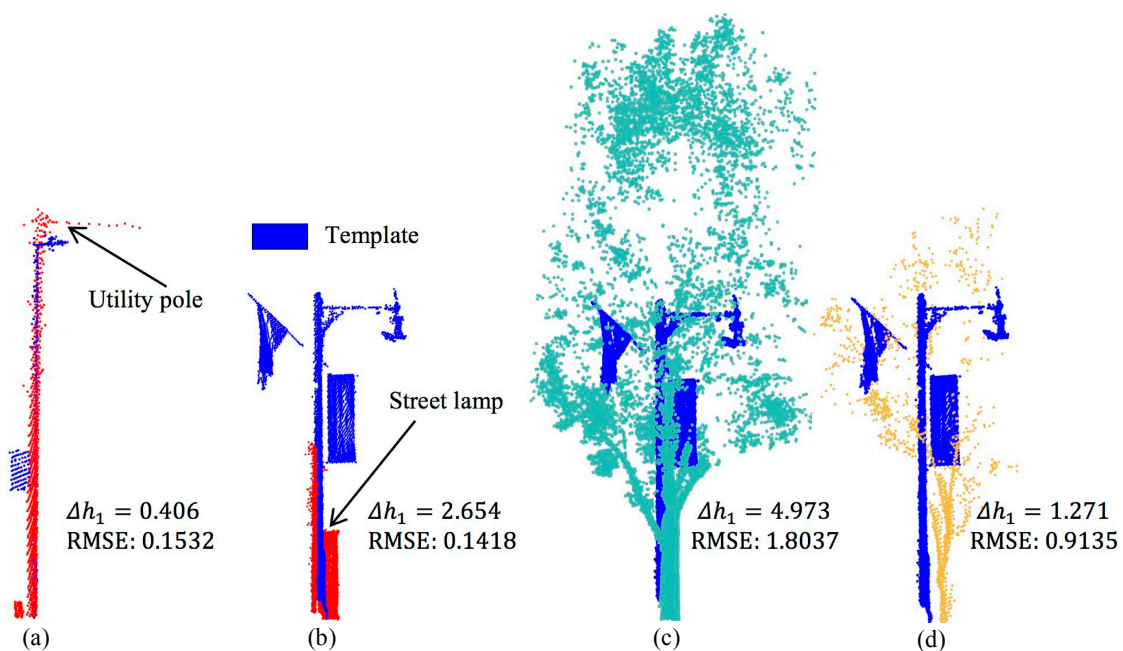 Template
Utility pole
Street lamp
𝛥ℎ₁ = 0.406
RMSE: 0.1532
𝛥ℎ₁ = 2.654
RMSE: 0.1418
𝛥ℎ₁ = 4.973
RMSE: 1.8037
𝛥ℎ₁ = 1.271
RMSE: 0.9135
(a)
(b)
(c)
(d)